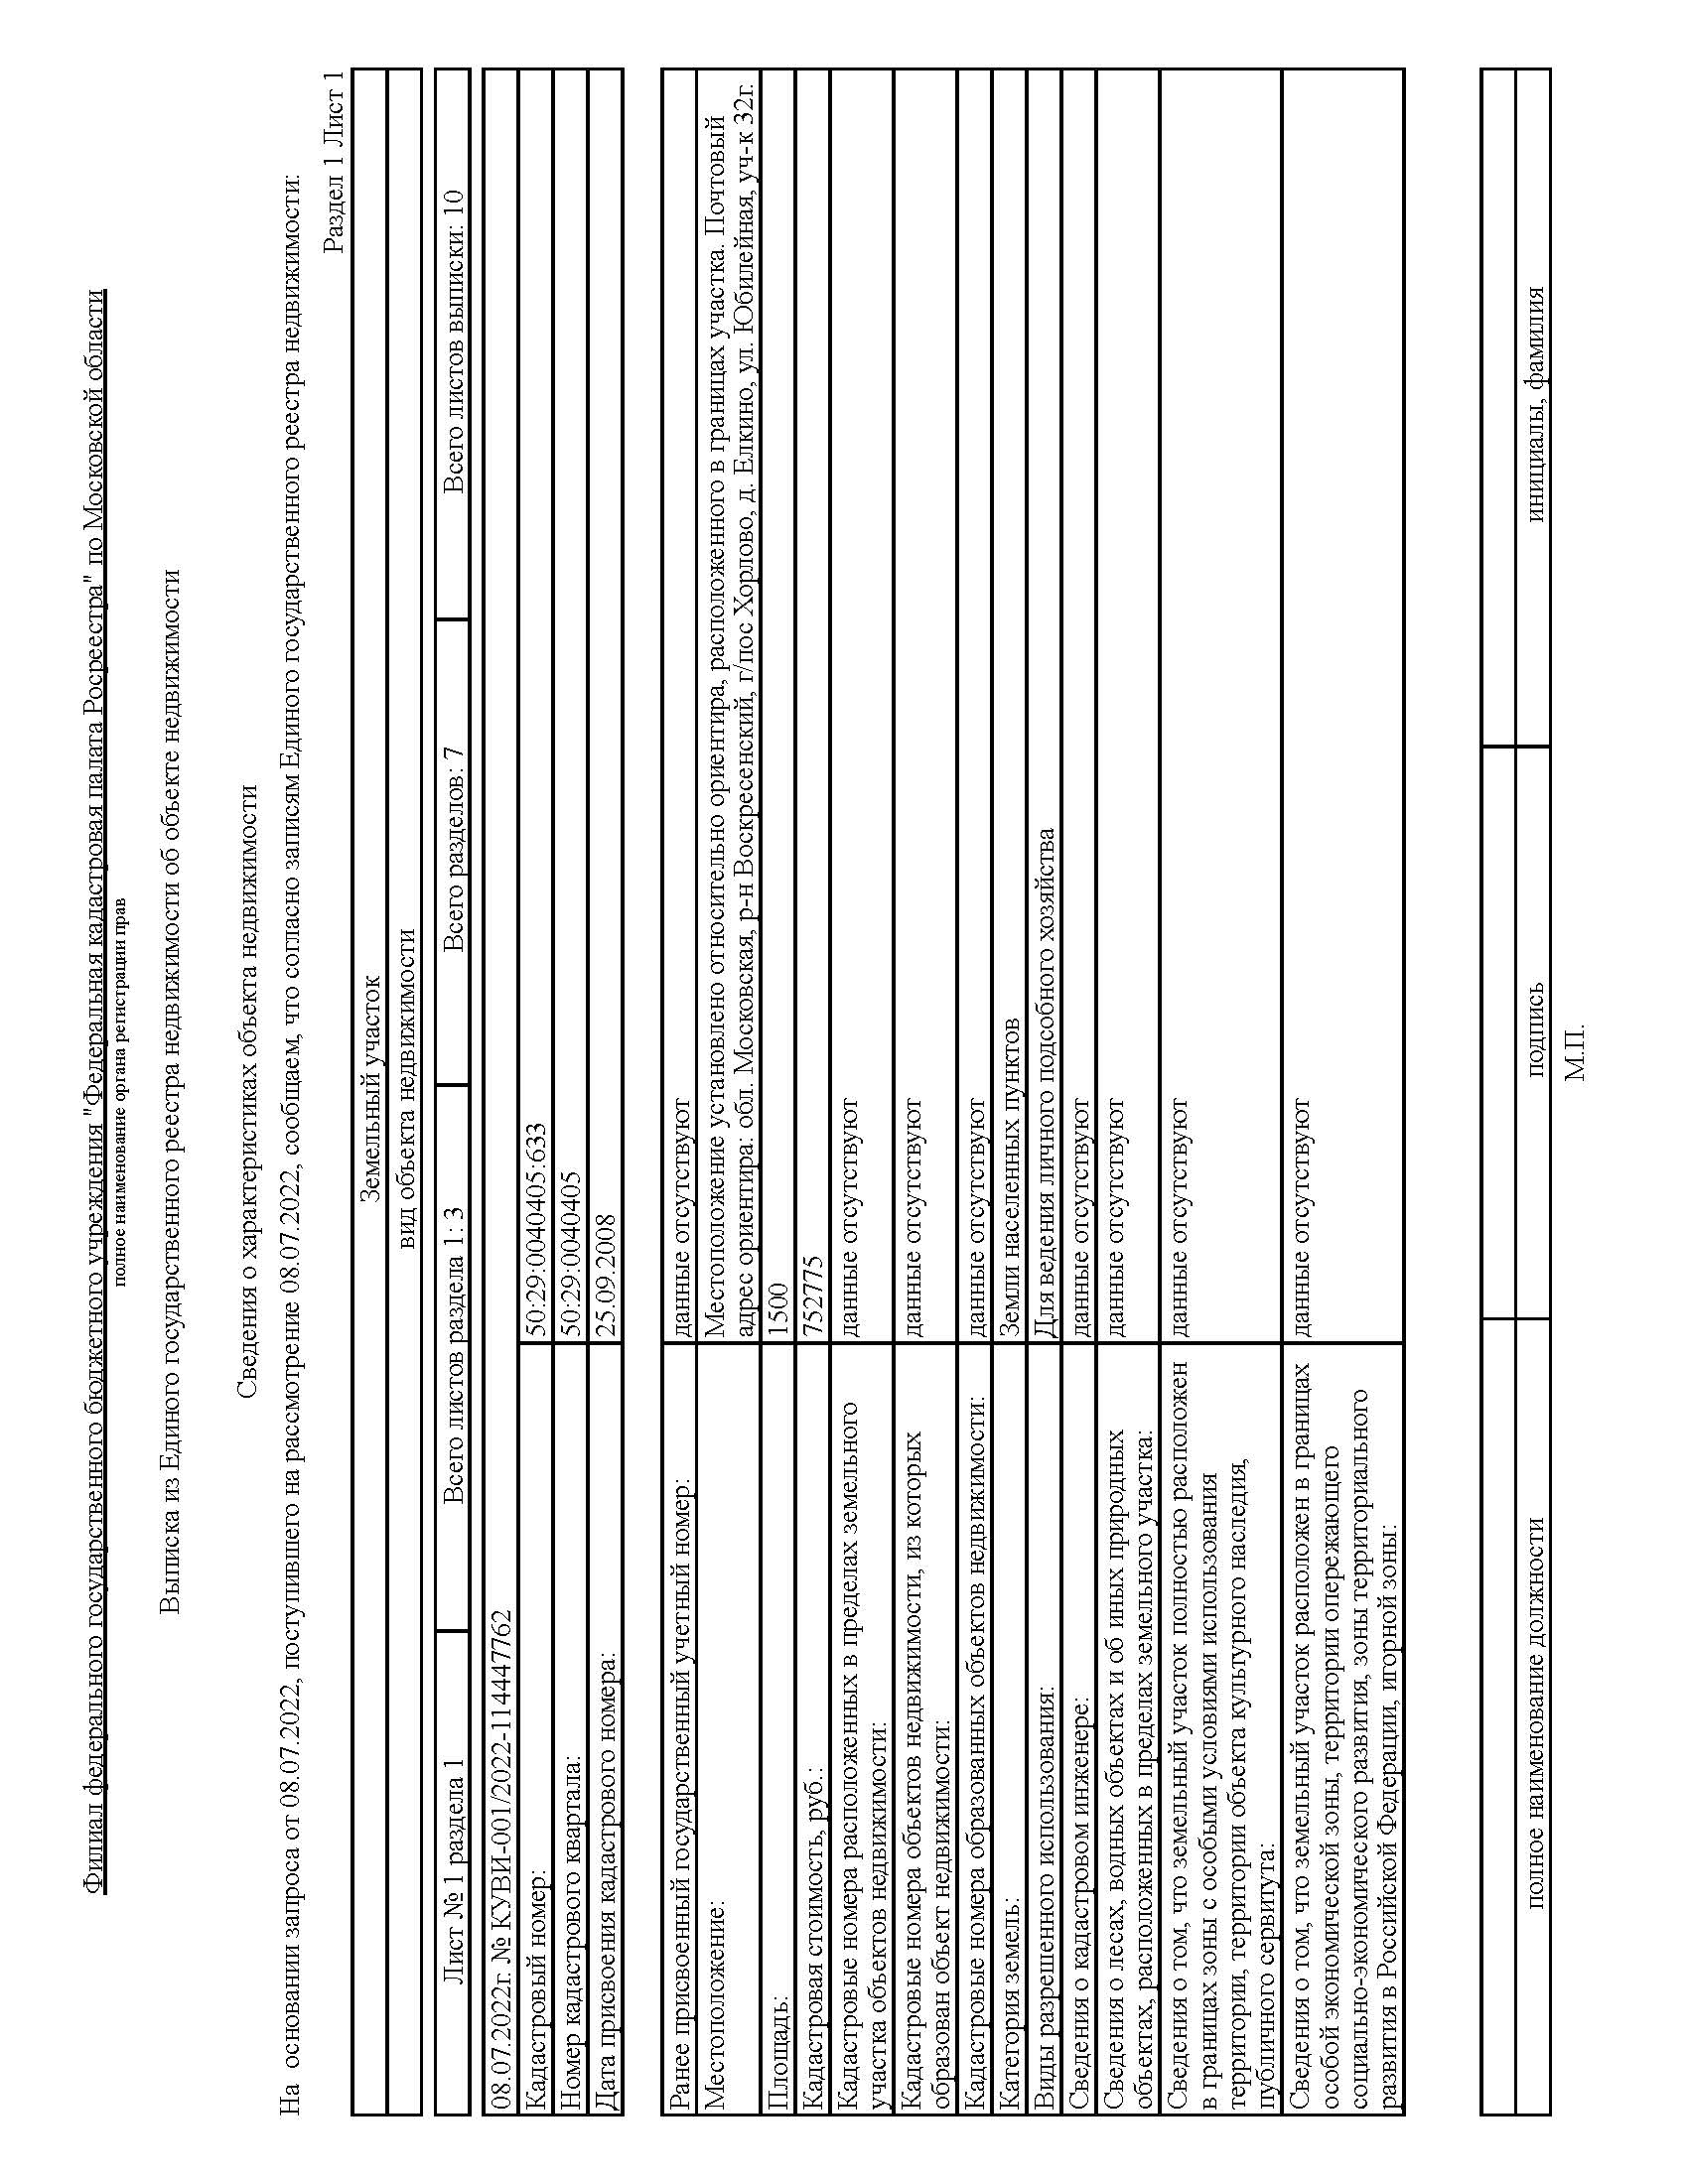 Филиал федерального государственного бюджетного учреждения "Федеральная кадастровая палата Росреестра" по Московской области
полное наименование органа регистрации прав
Выписка из Единого государственного реестра недвижимости об объекте недвижимости
Сведения о характеристиках объекта недвижимости
На основании запроса от 08.07.2022, поступившего на рассмотрение 08.07.2022, сообщаем, что согласно записям Единого государственного реестра недвижимости:
Раздел 1 Лист 1
Земельный участок
вид объекта недвижимости
Лист № 1 раздела 1 Всего листов раздела 1: 3 Всего разделов: 7 Всего листов выписки: 10
08.07.2022г. № КУВИ-001/2022-114447762
Кадастровый номер: 50:29:0040405:633
Номер кадастрового квартала: 50:29:0040405
Дата присвоения кадастрового номера: 25.09.2008
Ранее присвоенный государственный учетный номер: данные отсутствуют
Местоположение: Местоположение установлено относительно ориентира, расположенного в границах участка. Почтовый
адрес ориентира: обл. Московская, р-н Воскресенский, г/пос Хорлово, д. Елкино, ул. Юбилейная, уч-к 32г.
Площадь: 1500
Кадастровая стоимость, руб.: 752775
Кадастровые номера расположенных в пределах земельного
участка объектов недвижимости: данные отсутствуют
Кадастровые номера объектов недвижимости, из которых
образован объект недвижимости: данные отсутствуют
Кадастровые номера образованных объектов недвижимости: данные отсутствуют
Категория земель: Земли населенных пунктов
Виды разрешенного использования: Для ведения личного подсобного хозяйства
Сведения о кадастровом инженере: данные отсутствуют
Сведения о лесах, водных объектах и об иных природных
объектах, расположенных в пределах земельного участка: данные отсутствуют
Сведения о том, что земельный участок полностью расположен
в границах зоны с особыми условиями использования
территории, территории объекта культурного наследия,
публичного сервитута: данные отсутствуют
Сведения о том, что земельный участок расположен в границах
особой экономической зоны, территории опережающего
социально-экономического развития, зоны территориального
развития в Российской Федерации, игорной зоны: данные отсутствуют
полное наименование должности подпись инициалы, фамилия
М.П.